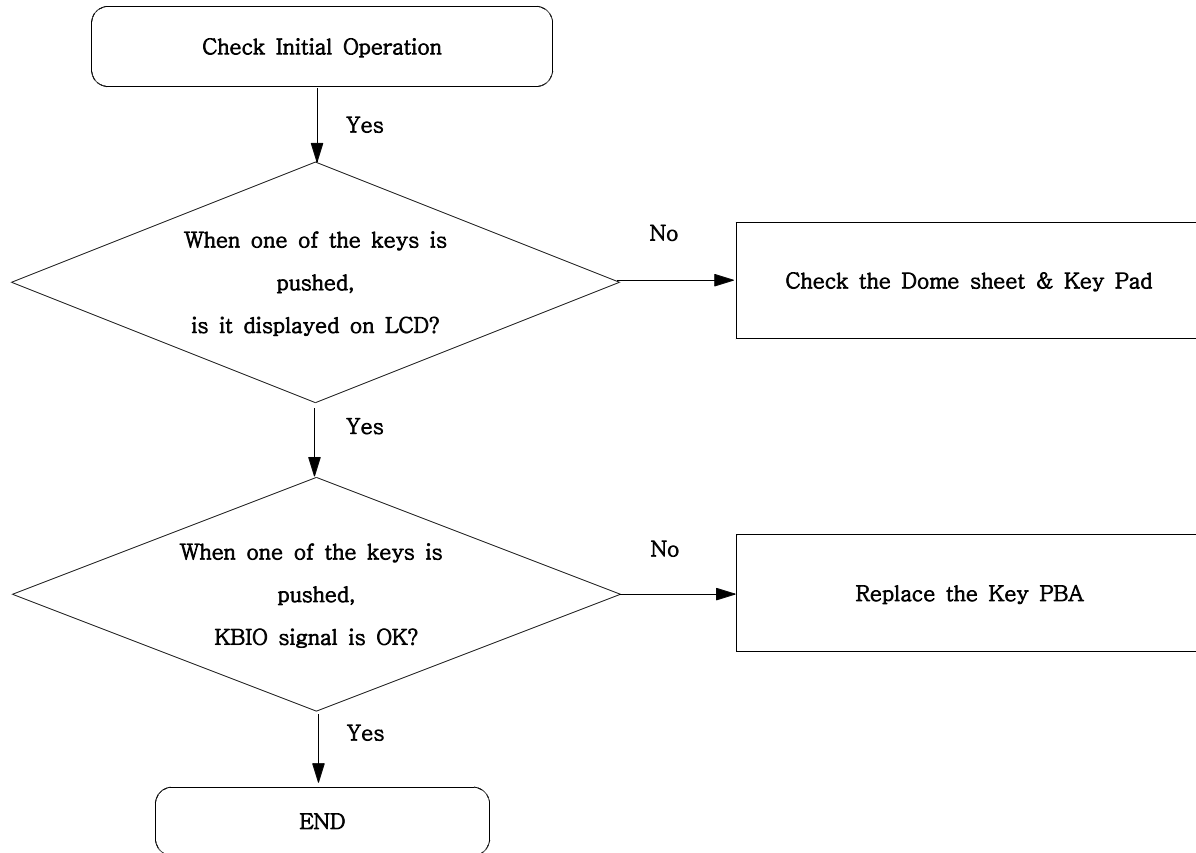 Check Initial Operation
Yes
When one of the keys is
pushed,
is it displayed on LCD?
No
Check the Dome sheet & Key Pad
Yes
When one of the keys is
pushed,
KBIO signal is OK?
No
Replace the Key PBA
Yes
END